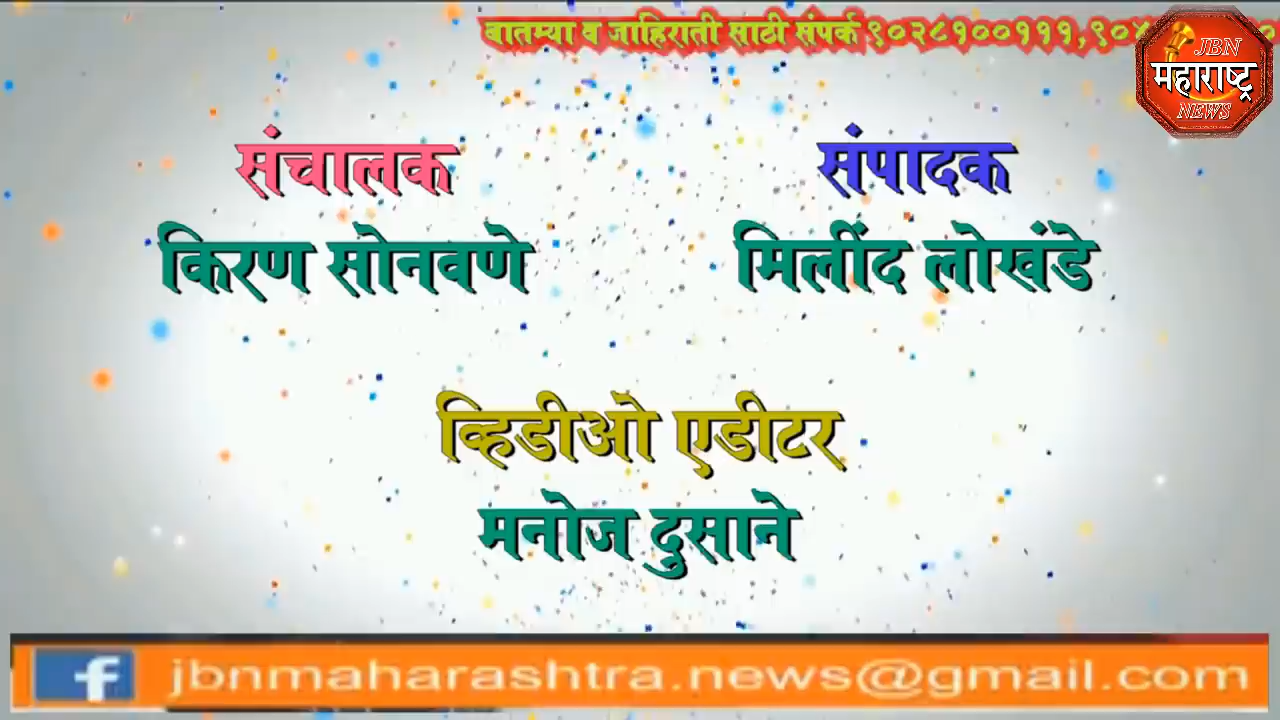 बातम्या व जाहिराती साठी संपर्क ९०२८१००१११,९०
JBN
महाराष्ट्र
NEWS
संचालक
किरण सोनवणे
संपादक
मिलींद लोखंडे
व्हिडीओ एडीटर
मनोज दुसाने
f jbnmaharashtra.news@gmail.com